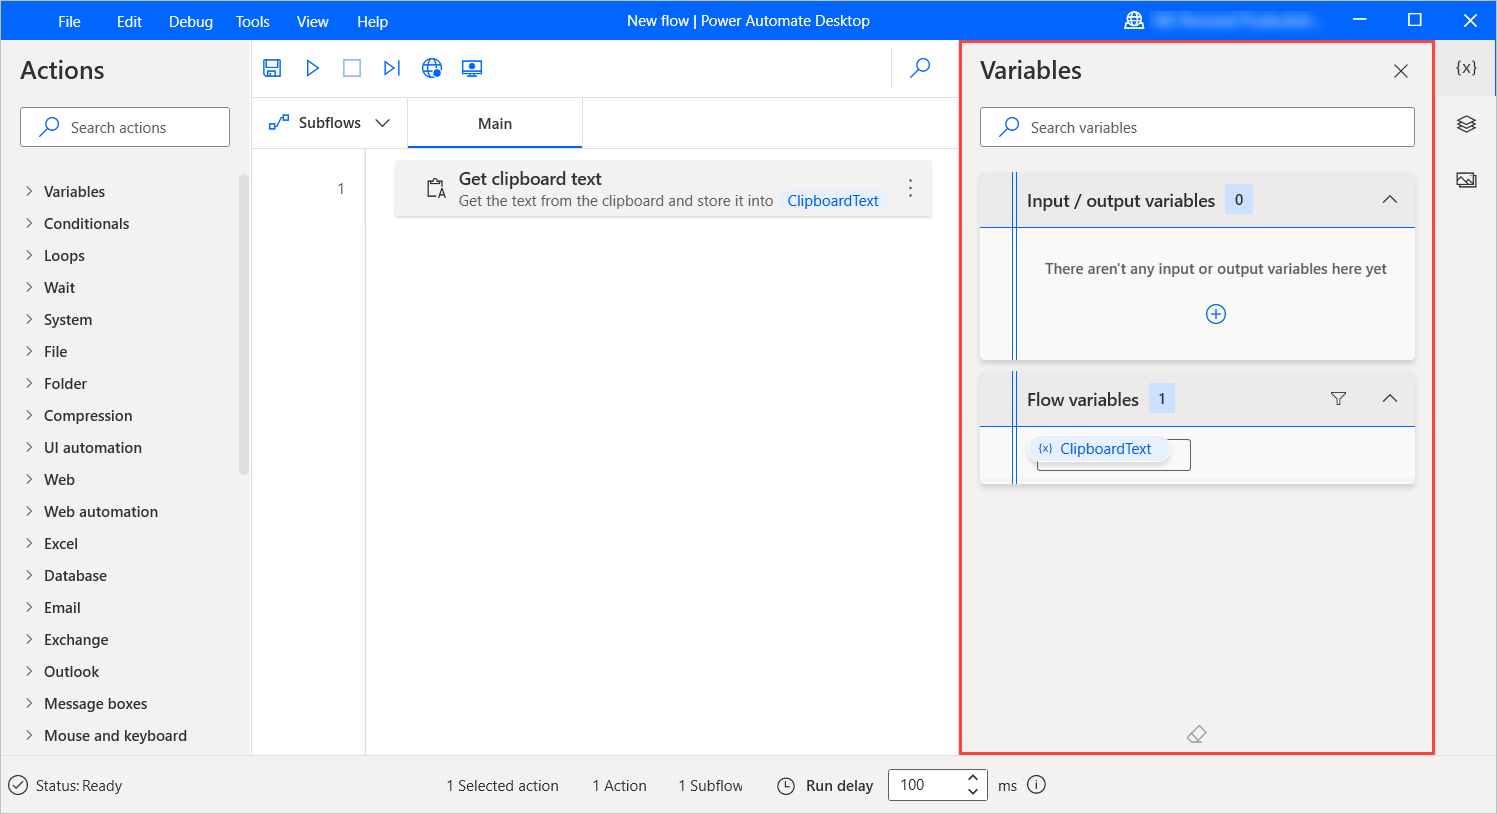 File Edit Debug Tools View Help New flow | Power Automate Desktop
Actions
Search actions
Variables
Conditionals
Loops
Wait
System
File
Folder
Compression
UI automation
Web
Web automation
Excel
Database
Email
Exchange
Outlook
Message boxes
Mouse and keyboard
Subflows
Main
1
Get clipboard text
Get the text from the clipboard and store it into ClipboardText
Variables
{x}
Search variables
Input / output variables 0
There aren't any input or output variables here yet
Flow variables 1
{x} ClipboardText
Status: Ready 1 Selected action 1 Action 1 Subflow Run delay 100 ms